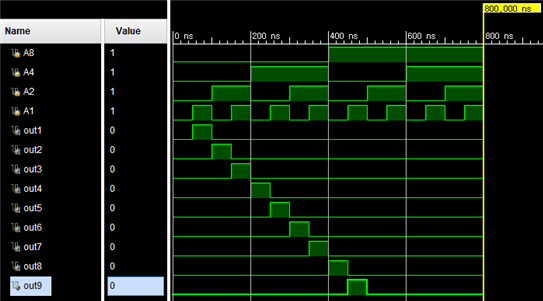 800.000 ns
Name Value
0 ns 200 ns 400 ns 600 ns 800 ns
A8 1
A4 1
A2 1
A1 1
out1 0
out2 0
out3 0
out4 0
out5 0
out6 0
out7 0
out8 0
out9 0